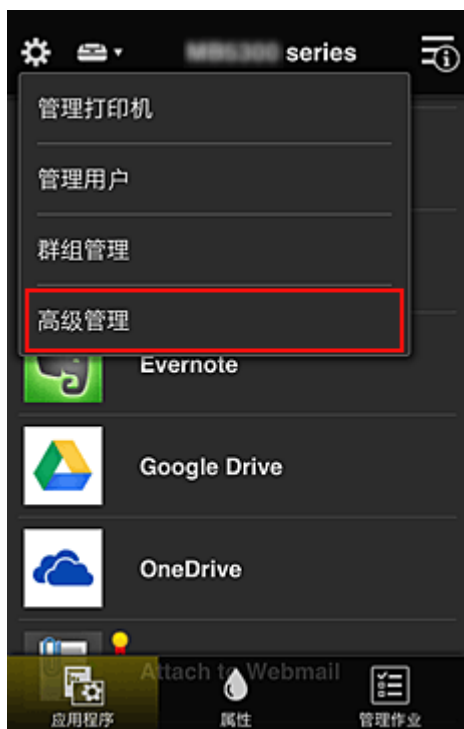 series
管理打印机
管理用户
群组管理
高级管理
Evernote
Google Drive
OneDrive
Attach to Webmail
应用程序
属性
管理作业